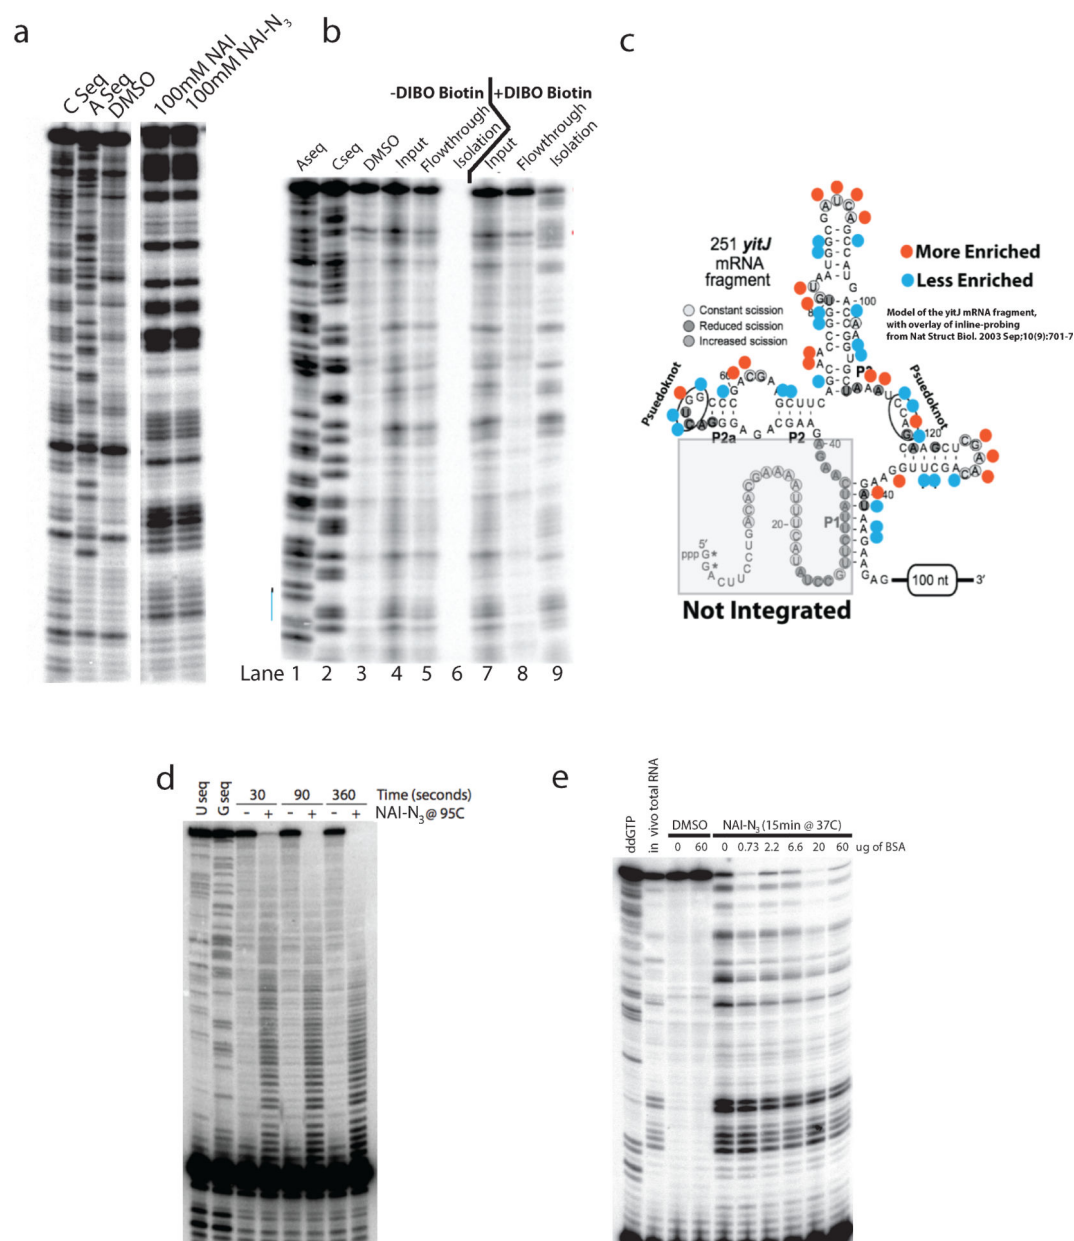 a
C Seq
A Seq
DMSO
100mM NAI
100mM NAI-N3
b
-DIBO Biotin
+DIBO Biotin
Aseq
Cseq
DMSO
Input
Flowthrough
Isolation
Input
Flowthrough
Isolation
Lane 1 2 3 4 5 6 7 8 9
c
251 yitJ
mRNA
fragment
Constant scission
Reduced scission
Increased scission
More Enriched
Less Enriched
Model of the yitJ mRNA fragment,
with overlay of inline-probing
from Nat Struct Biol. 2003 Sep;10(9):701-7
Psuedoknot
Psuedoknot
P2a
P2
P1
100
120
40
20
5′
ppp
100 nt
3′
Not Integrated
d
U seq
G seq
30 90 360 Time (seconds)
- + - + - + NAI-N3 @ 95C
e
ddGTP
in vivo total RNA
DMSO NAI-N3 (15min @ 37C)
0 60 0 0.73 2.2 6.6 20 60 ug of BSA